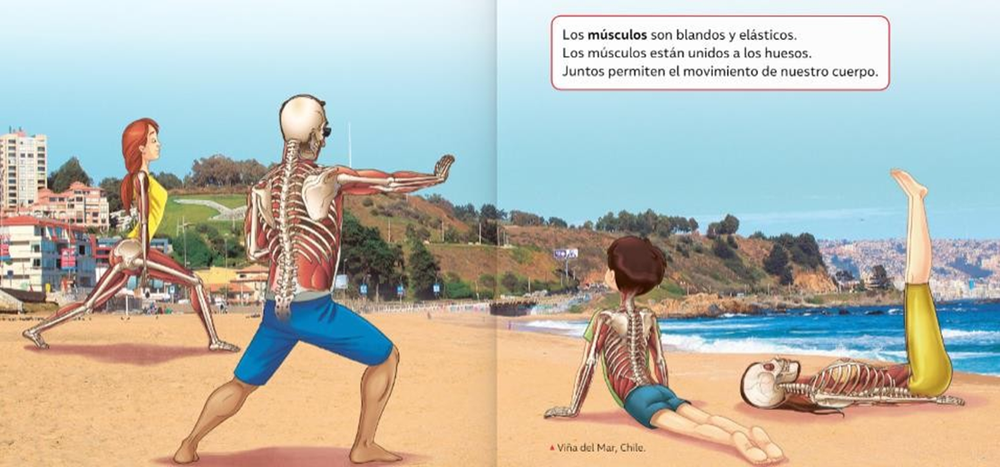 Los músculos son blandos y elásticos.
Los músculos están unidos a los huesos.
Juntos permiten el movimiento de nuestro cuerpo.
Viña del Mar, Chile.